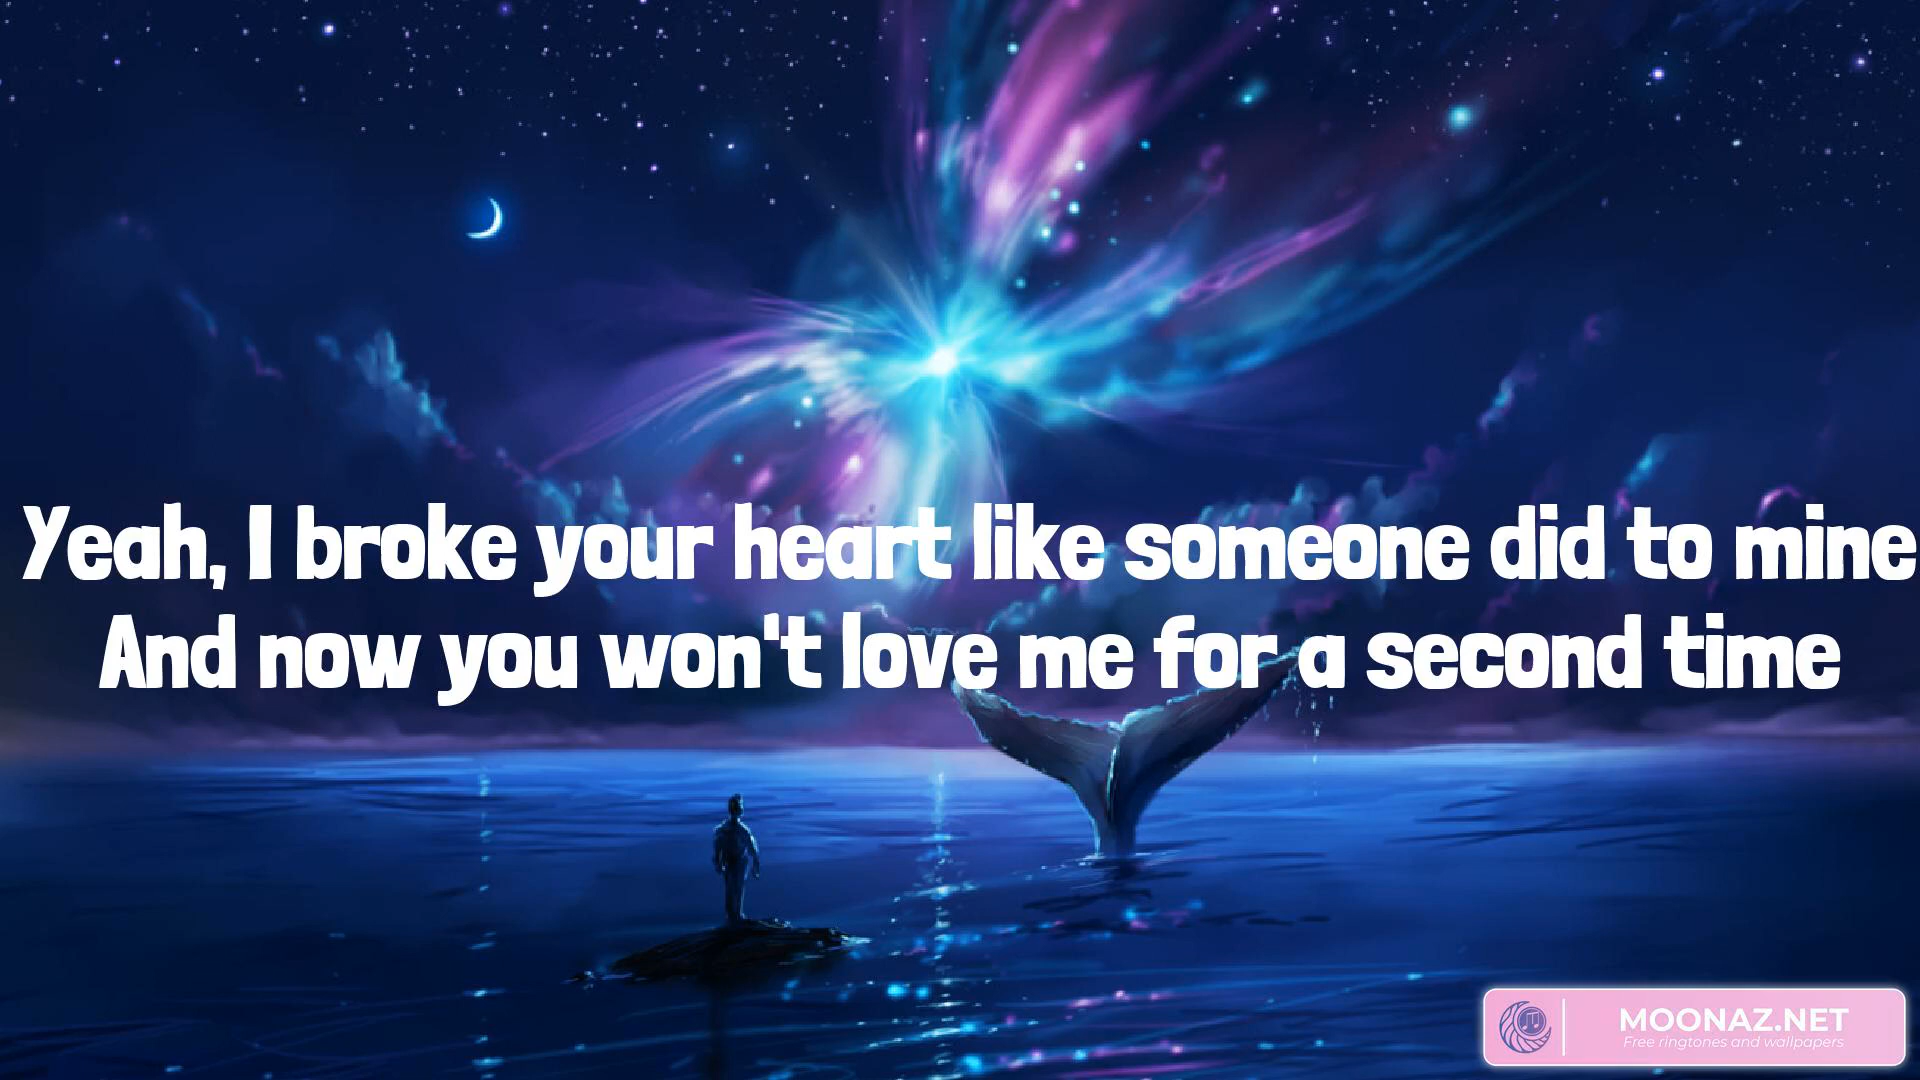 Yeah, I broke your heart like someone did to mine
And now you won't love me for a second time
MOONAZ.NET
Free ringtones and wallpapers